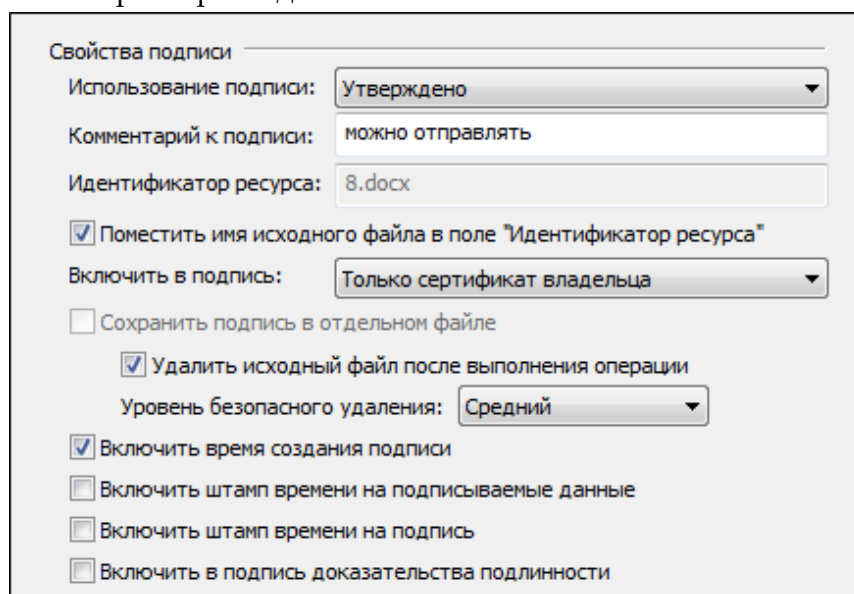 Свойства подписи
Использование подписи: Утверждено
Комментарий к подписи: можно отправлять
Идентификатор ресурса: 8.docx
Поместить имя исходного файла в поле "Идентификатор ресурса"
Включить в подпись: Только сертификат владельца
Сохранить подпись в отдельном файле
Удалить исходный файл после выполнения операции
Уровень безопасного удаления: Средний
Включить время создания подписи
Включить штамп времени на подписываемые данные
Включить штамп времени на подпись
Включить в подпись доказательства подлинности